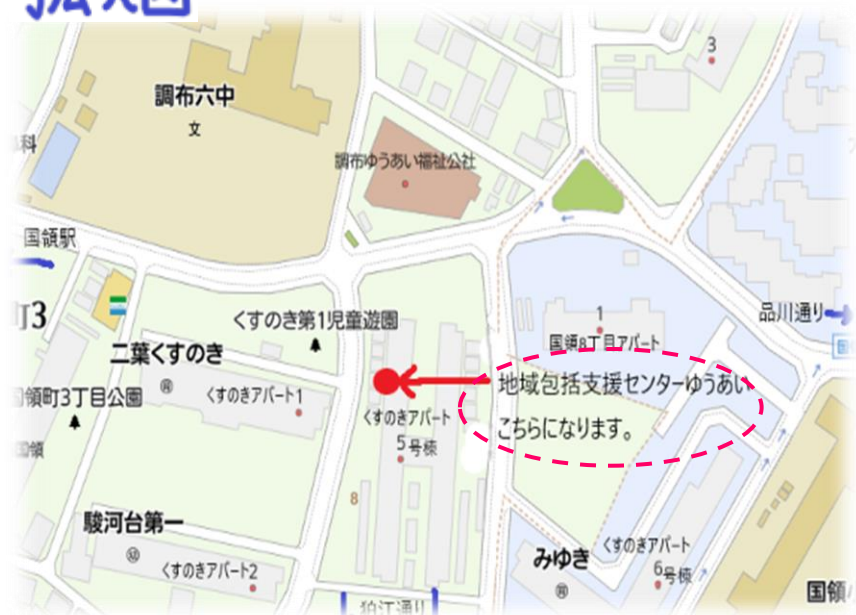 拡大図
3
調布六中
文
科
調布ゆうあい福祉公社
国領駅
町3
くすのき第1児童遊園
1
品川通り
国領8丁目アパート
二葉くすのき
地域包括支援センターゆうあい
領町3丁目公園
くすのきアパート1
くすのきアパート
こちらになります。
5号棟
国領
8
駿河台第一
くすのきアパート2
みゆき
くすのきアパート
6号棟
国領
狛江通り